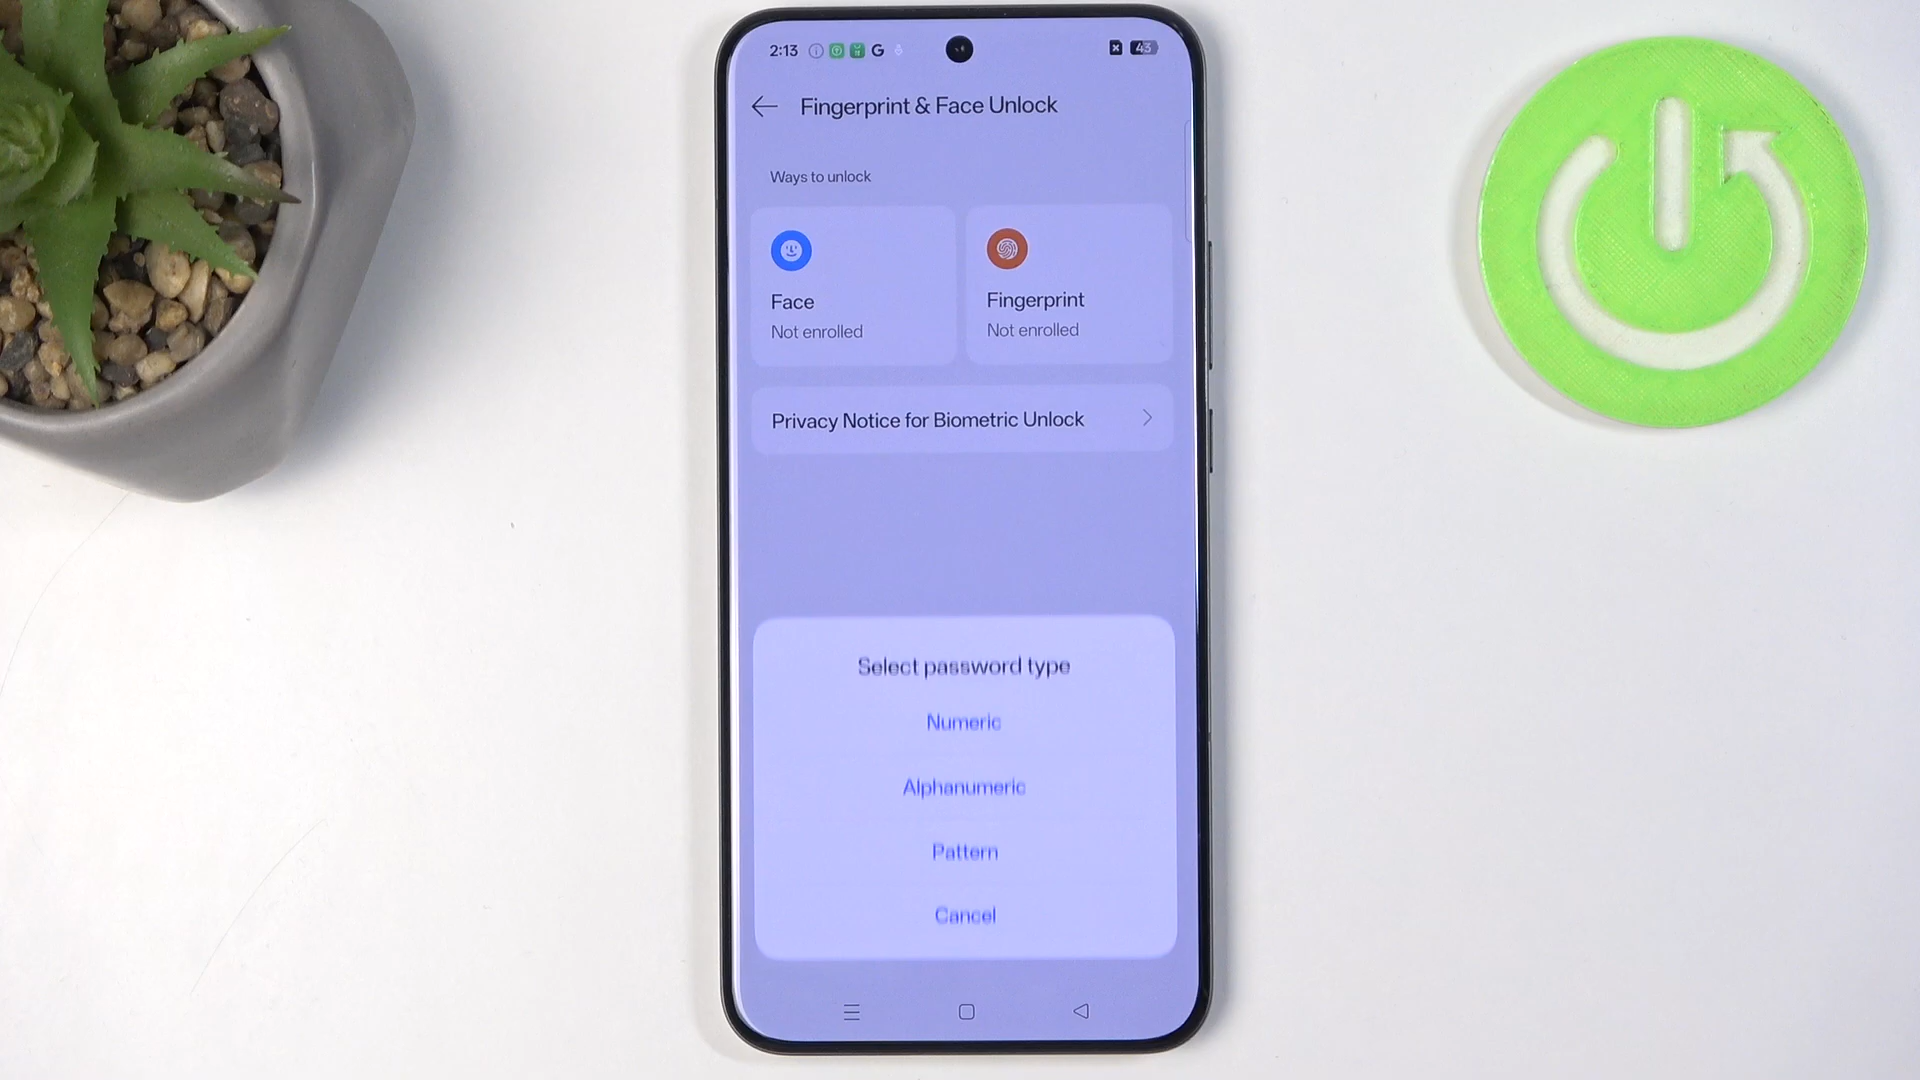 2:13 G 43
Fingerprint & Face Unlock
Ways to unlock
Face
Not enrolled
Fingerprint
Not enrolled
Privacy Notice for Biometric Unlock
Select password type
Numeric
Alphanumeric
Pattern
Cancel